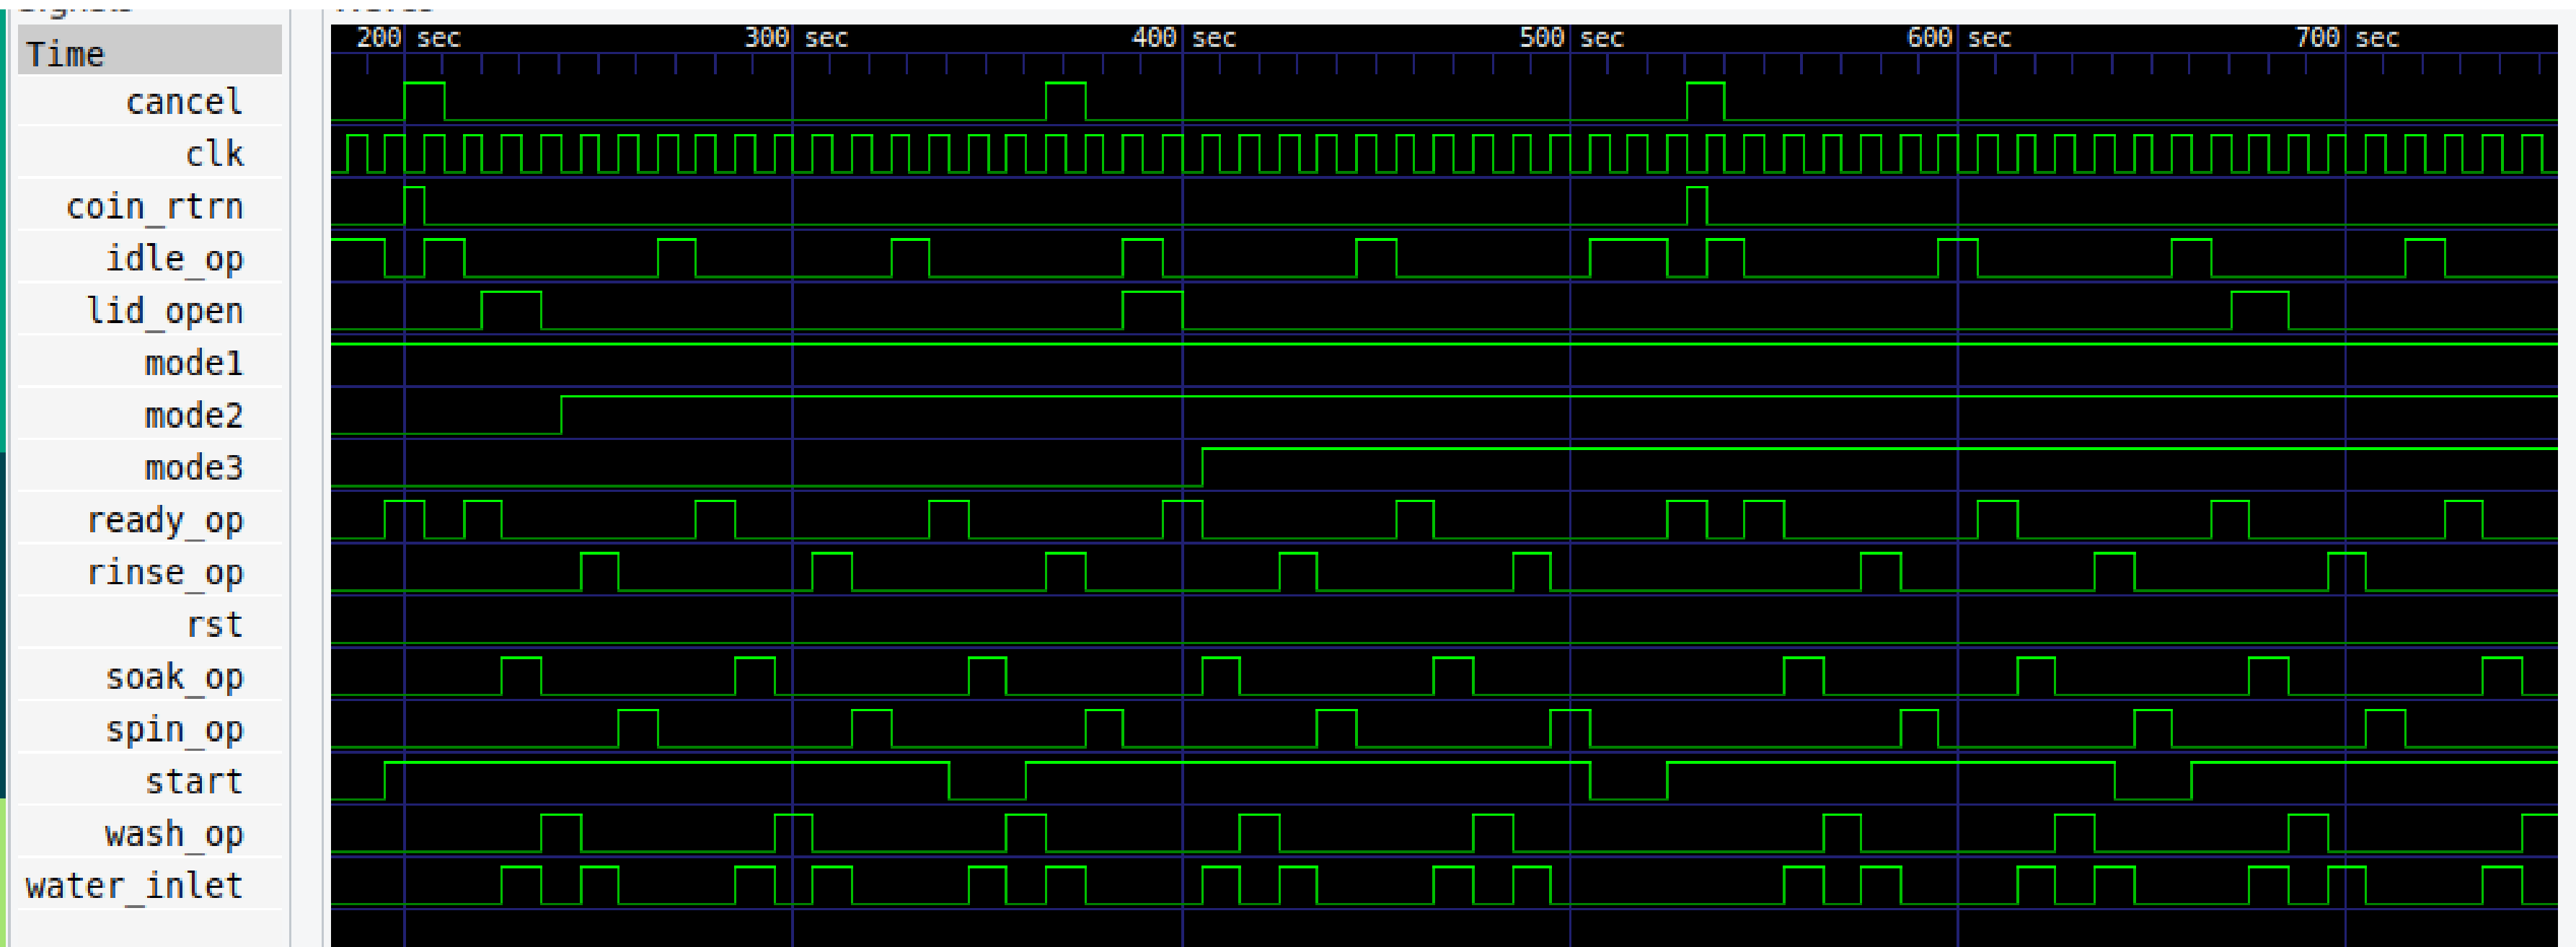 200 sec 300 sec 400 sec 500 sec 600 sec 700 sec
Time
cancel
clk
coin_rtrn
idle_op
lid_open
mode1
mode2
mode3
ready_op
rinse_op
rst
soak_op
spin_op
start
wash_op
water_inlet